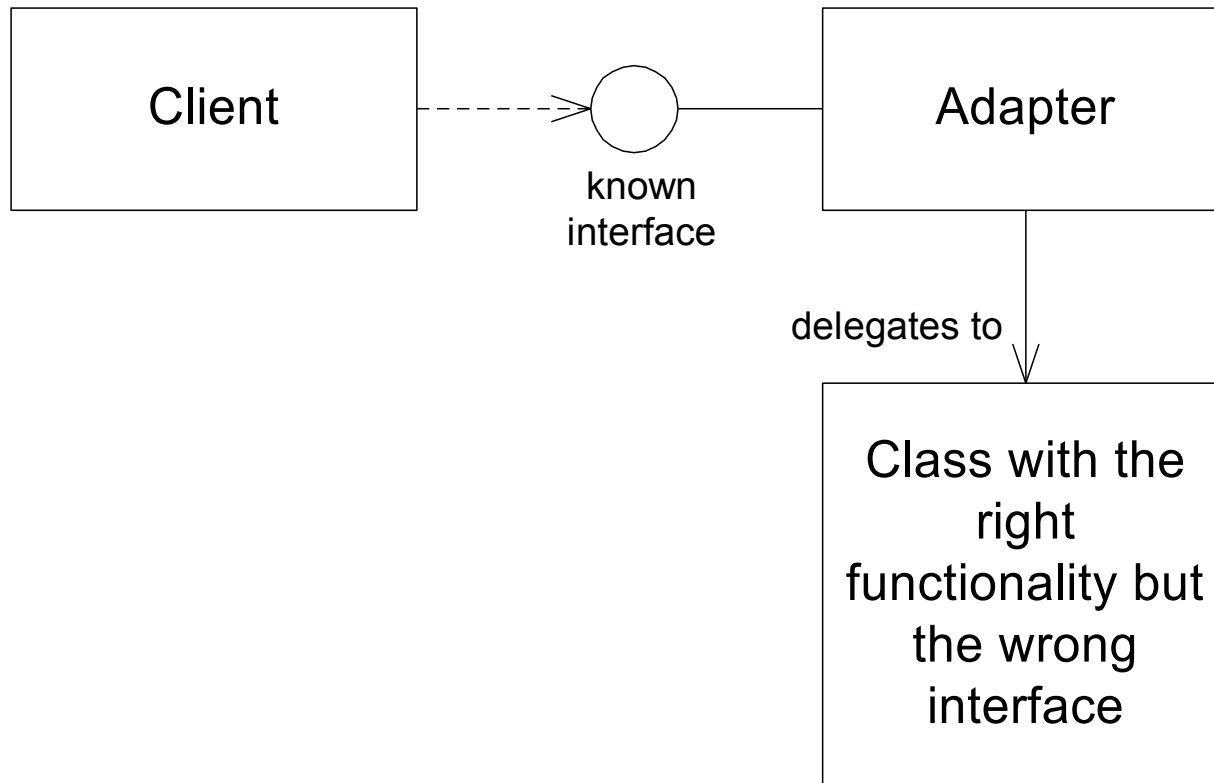 Client
Adapter
known
interface
delegates to
Class with the
right
functionality but
the wrong
interface